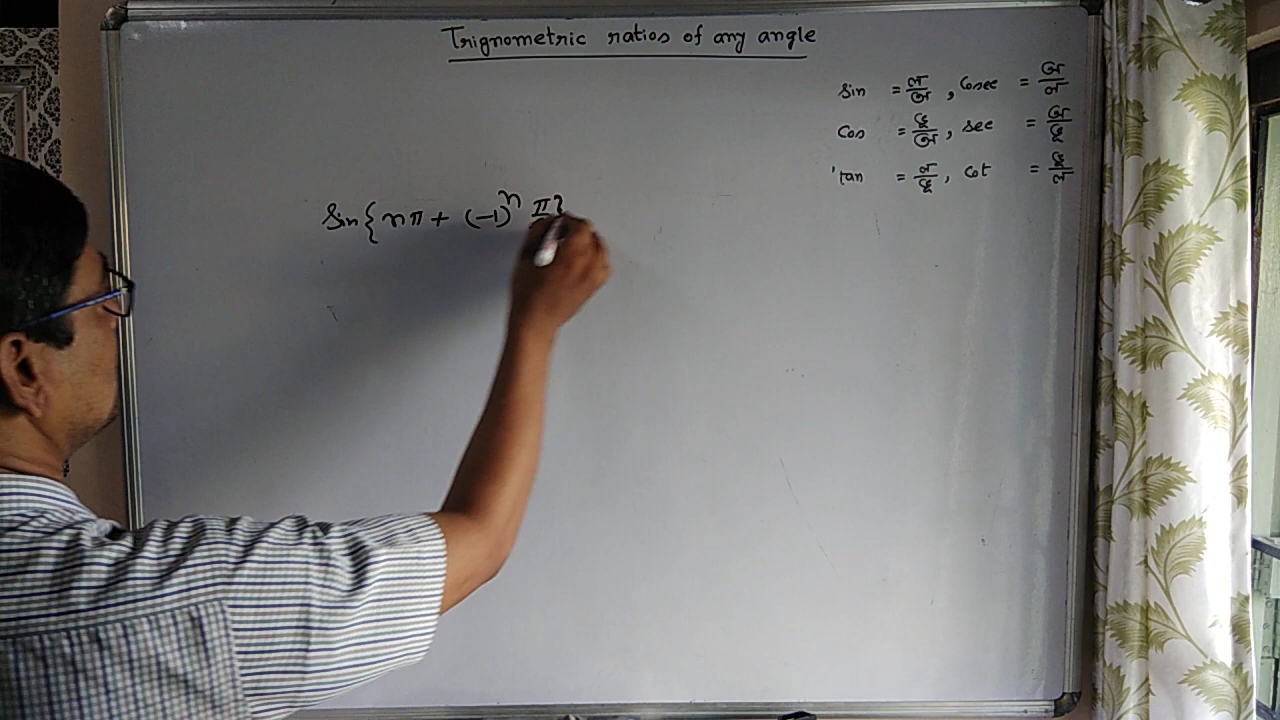 Trignometric ratios of any angle
sin = ल/अ, cosec = अ/ल
cos = क्ष/अ, sec = अ/क्ष
tan = ल/क्ष, cot = क्ष/ल
Sin{nπ + (-1)^n π}